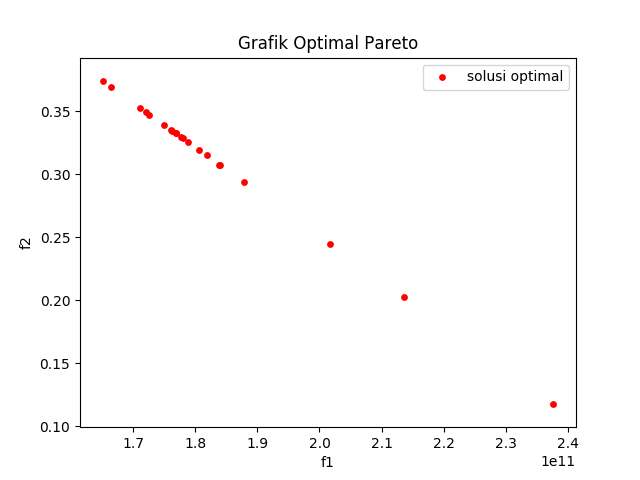 Grafik Optimal Pareto
solusi optimal
f2
0.35
0.30
0.25
0.20
0.15
0.10
1.7 1.8 1.9 2.0 2.1 2.2 2.3 2.4
1e11
f1